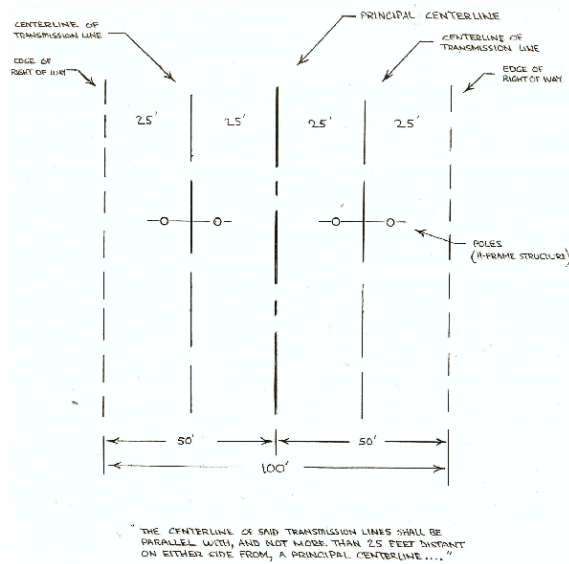 PRINCIPAL CENTERLINE
CENTERLINE OF
TRANSMISSION LINE
CENTERLINE OF
TRANSMISSION LINE
EDGE OF
RIGHT OF WAY
EDGE OF
RIGHT OF WAY
25'
25'
25'
25'
POLES
(H-FRAME STRUCTURE)
50'
50'
100'
"THE CENTERLINE OF SAID TRANSMISSION LINES SHALL BE
PARALLEL WITH, AND NOT MORE THAN 25 FEET DISTANT
ON EITHER SIDE FROM, A PRINCIPAL CENTERLINE...."